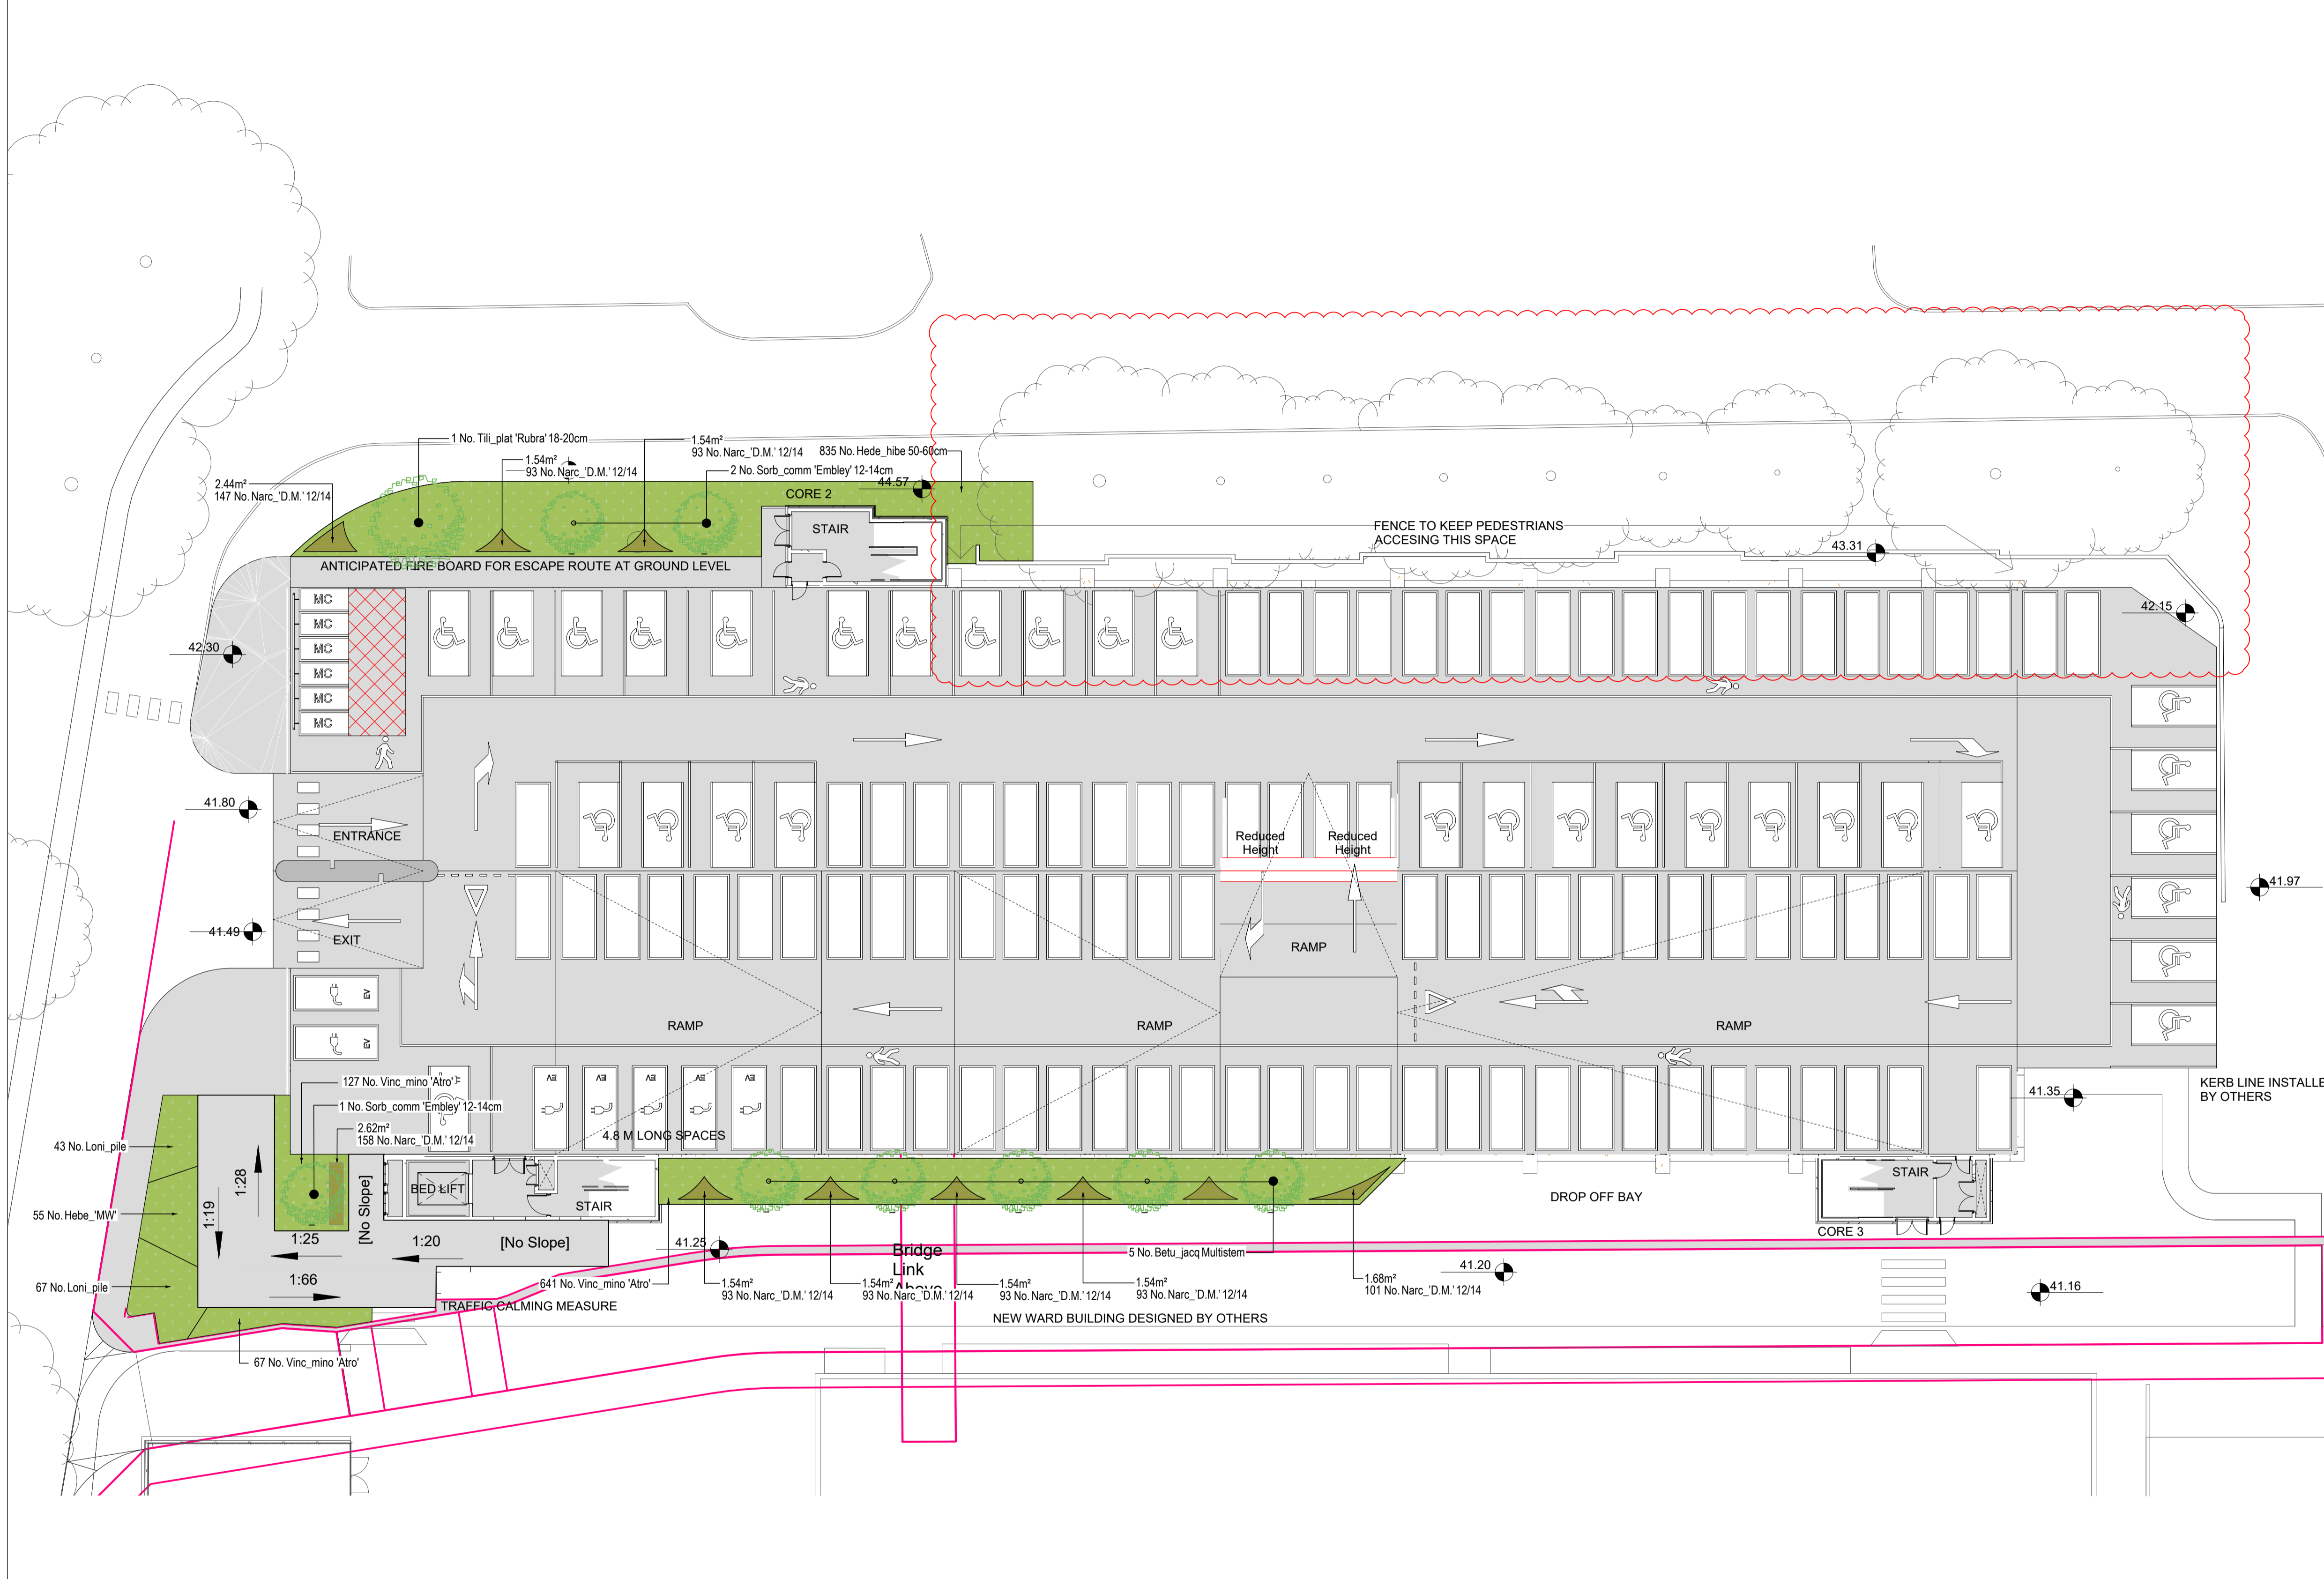 1 No. Tili_plat 'Rubra' 18-20cm
1.54m²
93 No. Narc_'D.M.' 12/14
1.54m²
93 No. Narc_'D.M.' 12/14
835 No. Hede_hibe 50-60cm
2 No. Sorb_comm 'Embley' 12-14cm
2.44m²
147 No. Narc_'D.M.' 12/14
44.57
CORE 2
STAIR
FENCE TO KEEP PEDESTRIANS
ACCESING THIS SPACE
43.31
ANTICIPATED FIRE BOARD FOR ESCAPE ROUTE AT GROUND LEVEL
42.15
MC
MC
MC
MC
MC
MC
42.30
41.80
ENTRANCE
Reduced
Height
Reduced
Height
41.97
41.49
EXIT
RAMP
EV
EV
RAMP
RAMP
RAMP
EV
EV
EV
EV
EV
4.8 M LONG SPACES
KERB LINE INSTALLE
BY OTHERS
41.35
127 No. Vinc_mino 'Atro'
1 No. Sorb_comm 'Embley' 12-14cm
2.62m²
158 No. Narc_'D.M.' 12/14
43 No. Loni_pile
55 No. Hebe_'MW'
67 No. Loni_pile
1:28
1:19
1:25
1:66
[No Slope]
1:20
[No Slope]
BED LIFT
STAIR
STAIR
DROP OFF BAY
CORE 3
41.25
Bridge
Link
Above
5 No. Betu_jacq Multistem
41.20
41.16
641 No. Vinc_mino 'Atro'
1.54m²
93 No. Narc_'D.M.' 12/14
1.54m²
93 No. Narc_'D.M.' 12/14
1.54m²
93 No. Narc_'D.M.' 12/14
1.54m²
93 No. Narc_'D.M.' 12/14
1.68m²
101 No. Narc_'D.M.' 12/14
TRAFFIC CALMING MEASURE
NEW WARD BUILDING DESIGNED BY OTHERS
67 No. Vinc_mino 'Atro'